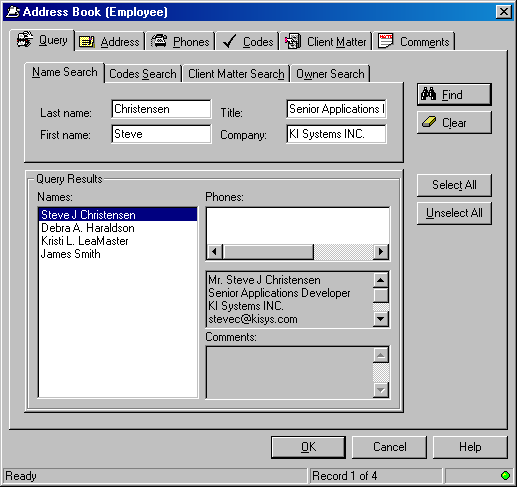 Address Book (Employee)
Query Address Phones Codes Client Matter Comments
Name Search Codes Search Client Matter Search Owner Search
Last name: Christensen Title: Senior Applications
First name: Steve Company: KI Systems INC.
Find
Clear
Query Results
Names: Phones:
Steve J Christensen
Debra A. Haraldson
Kristi L. LeaMaster
James Smith
Mr. Steve J Christensen
Senior Applications Developer
KI Systems INC.
stevec@kisys.com
Comments:
Select All
Unselect All
OK Cancel Help
Ready Record 1 of 4